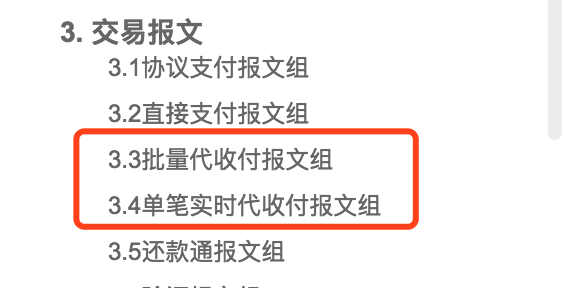 3. 交易报文
3.1协议支付报文组
3.2直接支付报文组
3.3批量代收付报文组
3.4单笔实时代收付报文组
3.5还款通报文组